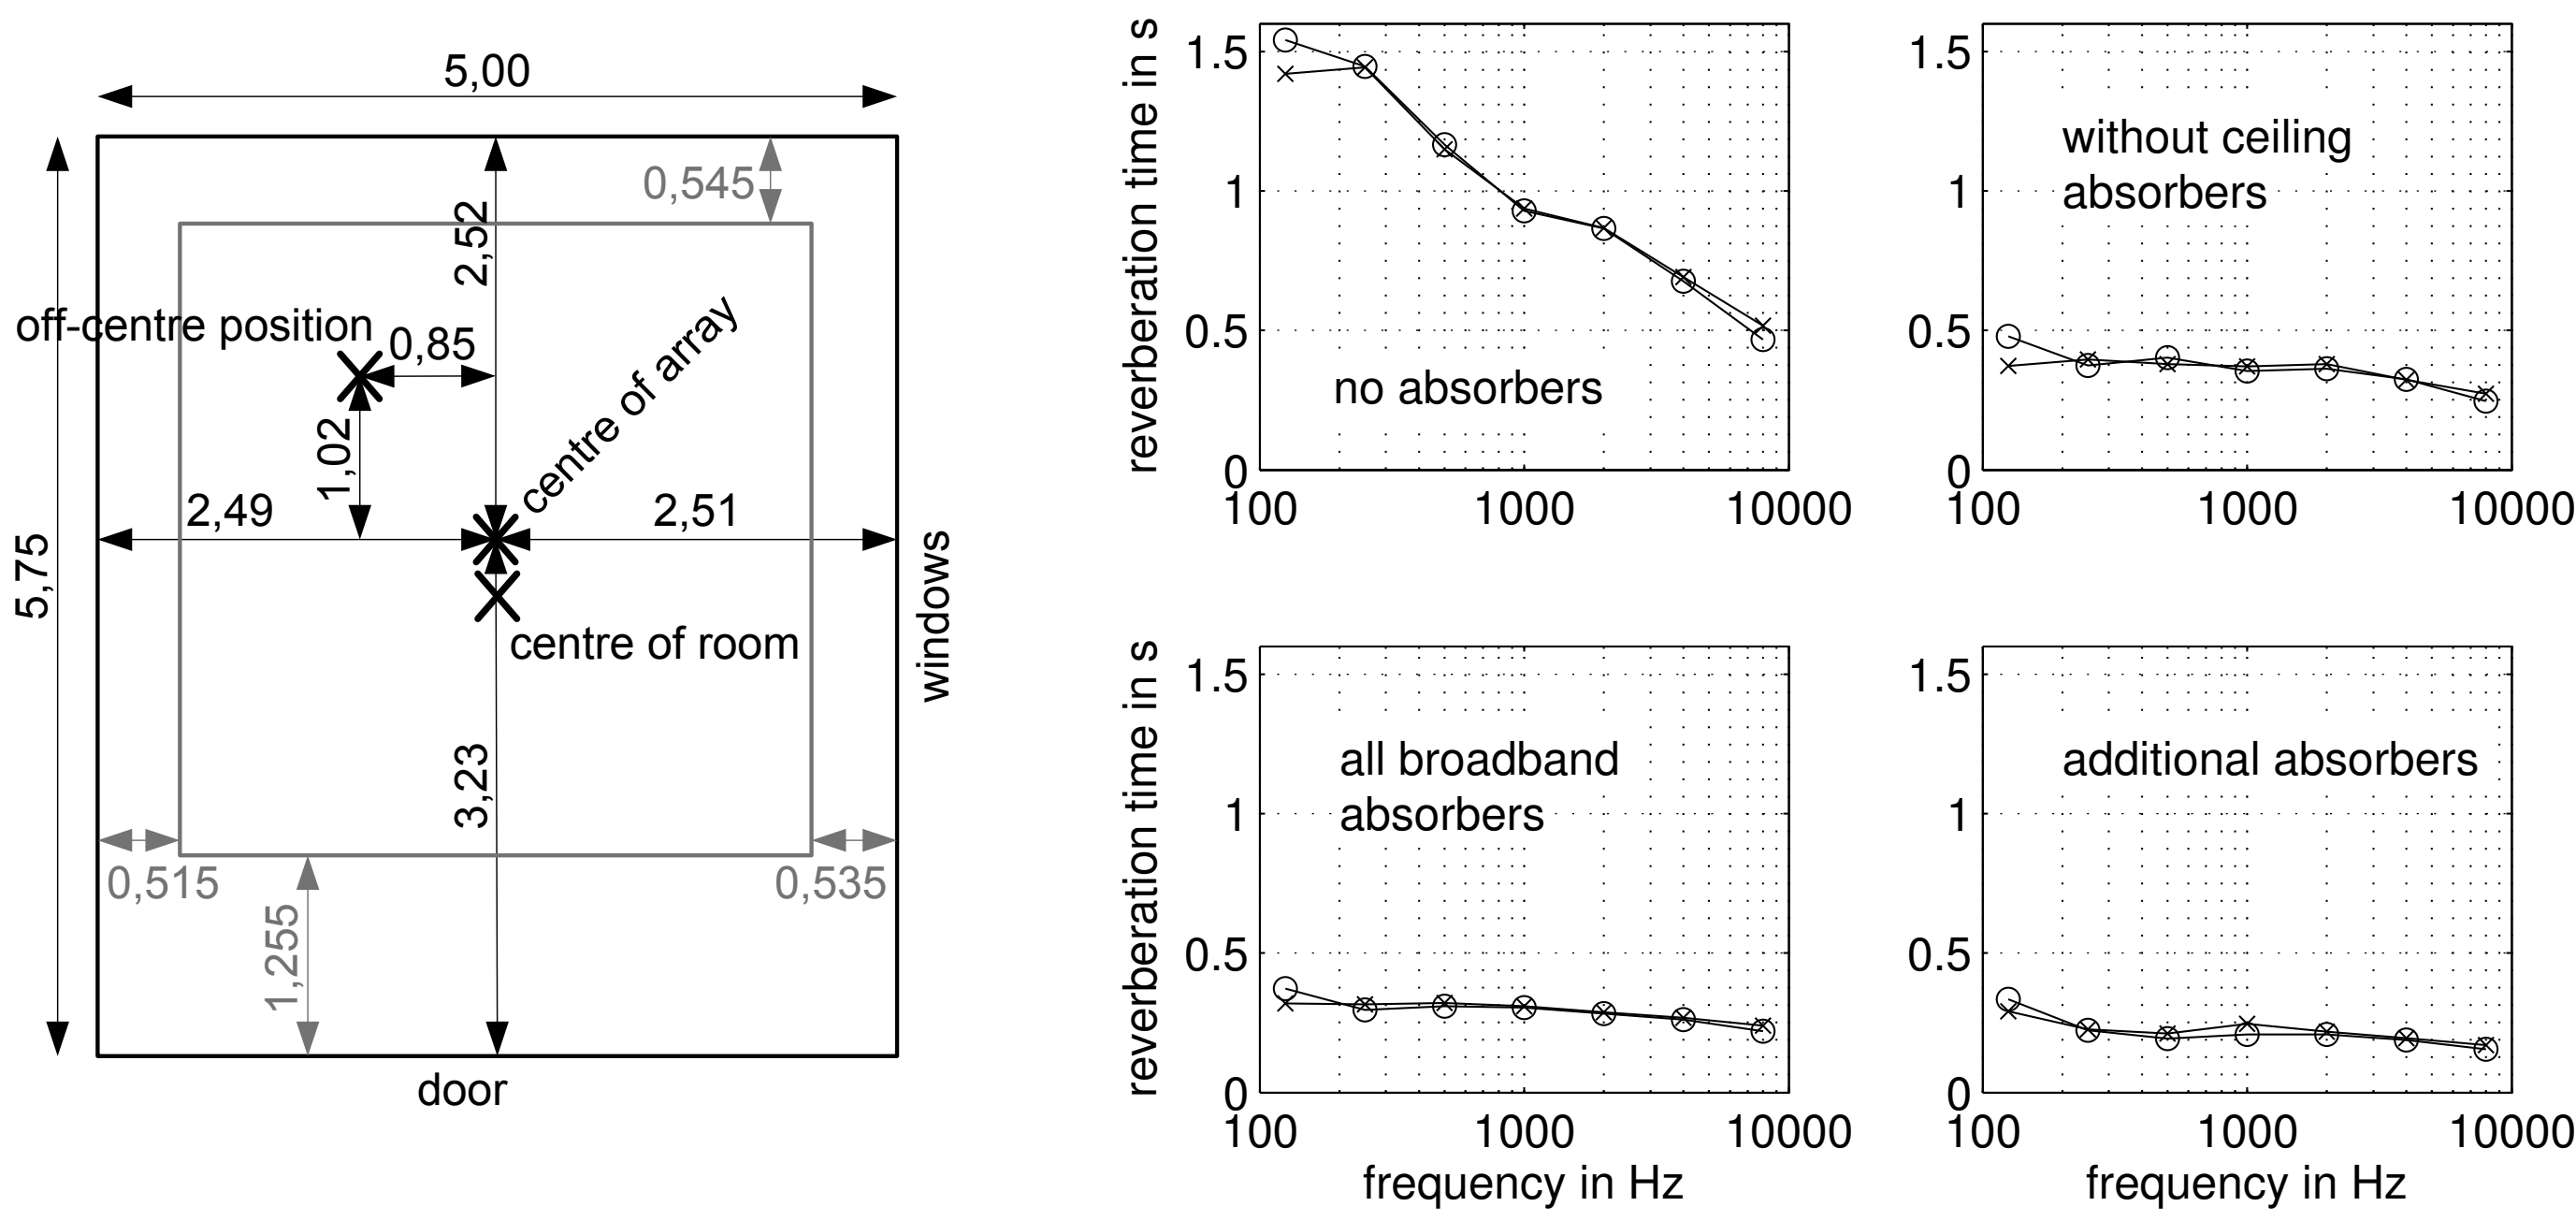 5,00
0,545
2,52
off-centre position
0,85
centre of array
1,02
2,49
2,51
5,75
windows
centre of room
3,23
0,515
0,535
1,255
door
reverberation time in s
1.5
1
0.5
0
no absorbers
100
1000
10000
1.5
1
0.5
0
without ceiling
absorbers
100
1000
10000
reverberation time in s
1.5
1
0.5
0
all broadband
absorbers
100
1000
10000
frequency in Hz
1.5
1
0.5
0
additional absorbers
100
1000
10000
frequency in Hz